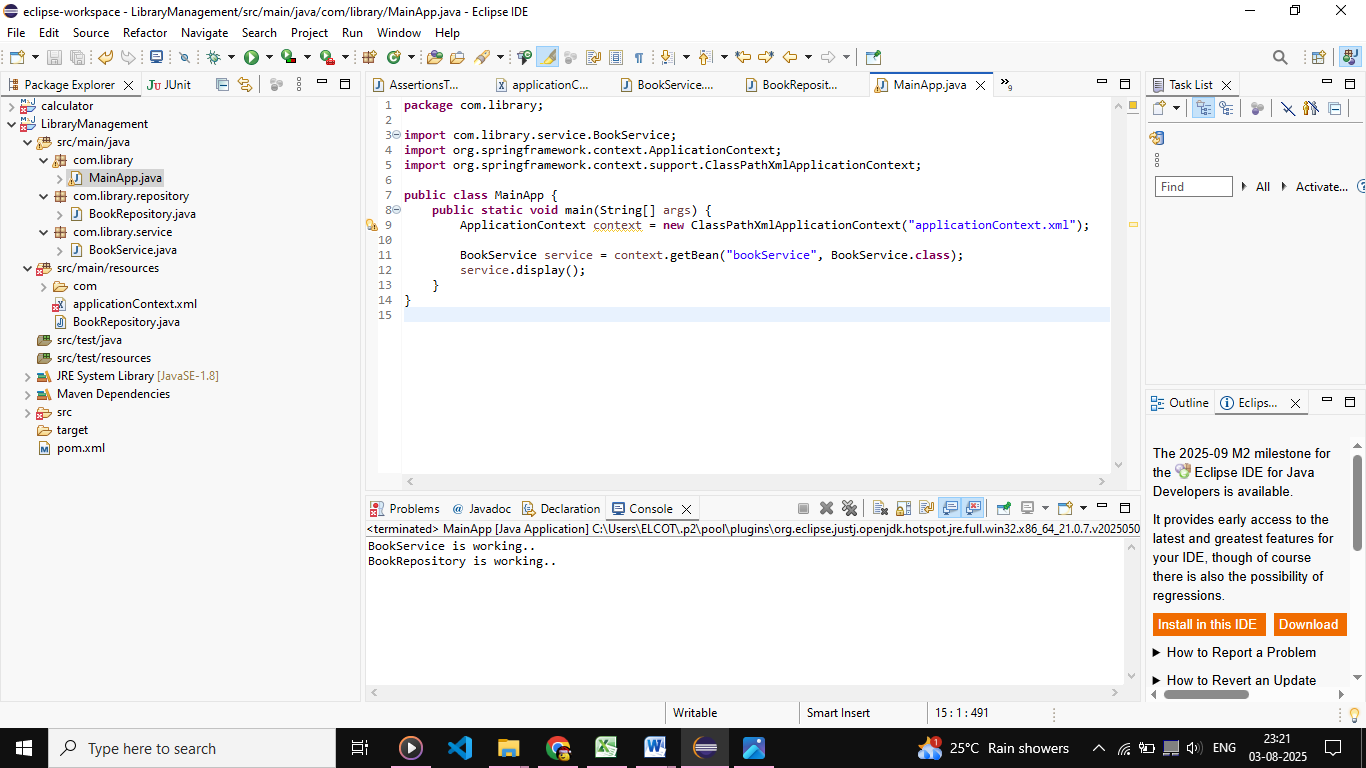 eclipse-workspace - LibraryManagement/src/main/java/com/library/MainApp.java - Eclipse IDE
File Edit Source Refactor Navigate Search Project Run Window Help
Package Explorer JUnit
calculator
LibraryManagement
src/main/java
com.library
MainApp.java
com.library.repository
BookRepository.java
com.library.service
BookService.java
src/main/resources
com
applicationContext.xml
BookRepository.java
src/test/java
src/test/resources
JRE System Library [JavaSE-1.8]
Maven Dependencies
src
target
pom.xml
AssertionsT... applicationC... BookService.... BookReposit... MainApp.java »9
1 package com.library;
2
3 import com.library.service.BookService;
4 import org.springframework.context.ApplicationContext;
5 import org.springframework.context.support.ClassPathXmlApplicationContext;
6
7 public class MainApp {
8 public static void main(String[] args) {
9 ApplicationContext context = new ClassPathXmlApplicationContext("applicationContext.xml");
10
11 BookService service = context.getBean("bookService", BookService.class);
12 service.display();
13 }
14 }
15
Problems @ Javadoc Declaration Console
<terminated> MainApp [Java Application] C:\Users\ELCOT\.p2\pool\plugins\org.eclipse.justj.openjdk.hotspot.jre.full.win32.x86_64_21.0.7.v2025050
BookService is working..
BookRepository is working..
Task List
Find All Activate...
Outline Eclips...
The 2025-09 M2 milestone for
the Eclipse IDE for Java
Developers is available.
It provides early access to the
latest and greatest features for
your IDE, though of course
there is also the possibility of
regressions.
Install in this IDE Download
How to Report a Problem
How to Revert an Update
Writable Smart Insert 15 : 1 : 491
Type here to search
25°C Rain showers ENG 23:21
03-08-2025